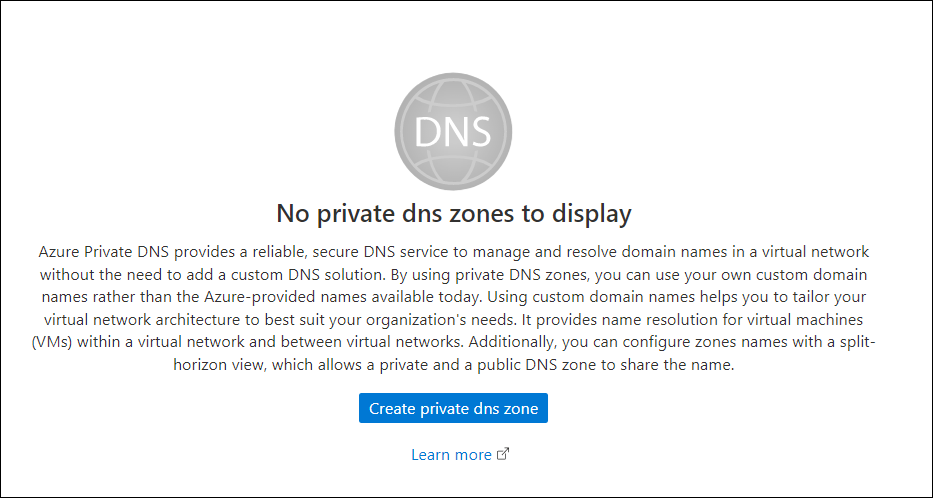 DNS
No private dns zones to display
Azure Private DNS provides a reliable, secure DNS service to manage and resolve domain names in a virtual network
without the need to add a custom DNS solution. By using private DNS zones, you can use your own custom domain
names rather than the Azure-provided names available today. Using custom domain names helps you to tailor your
virtual network architecture to best suit your organization's needs. It provides name resolution for virtual machines
(VMs) within a virtual network and between virtual networks. Additionally, you can configure zones names with a split-
horizon view, which allows a private and a public DNS zone to share the name.
Create private dns zone
Learn more